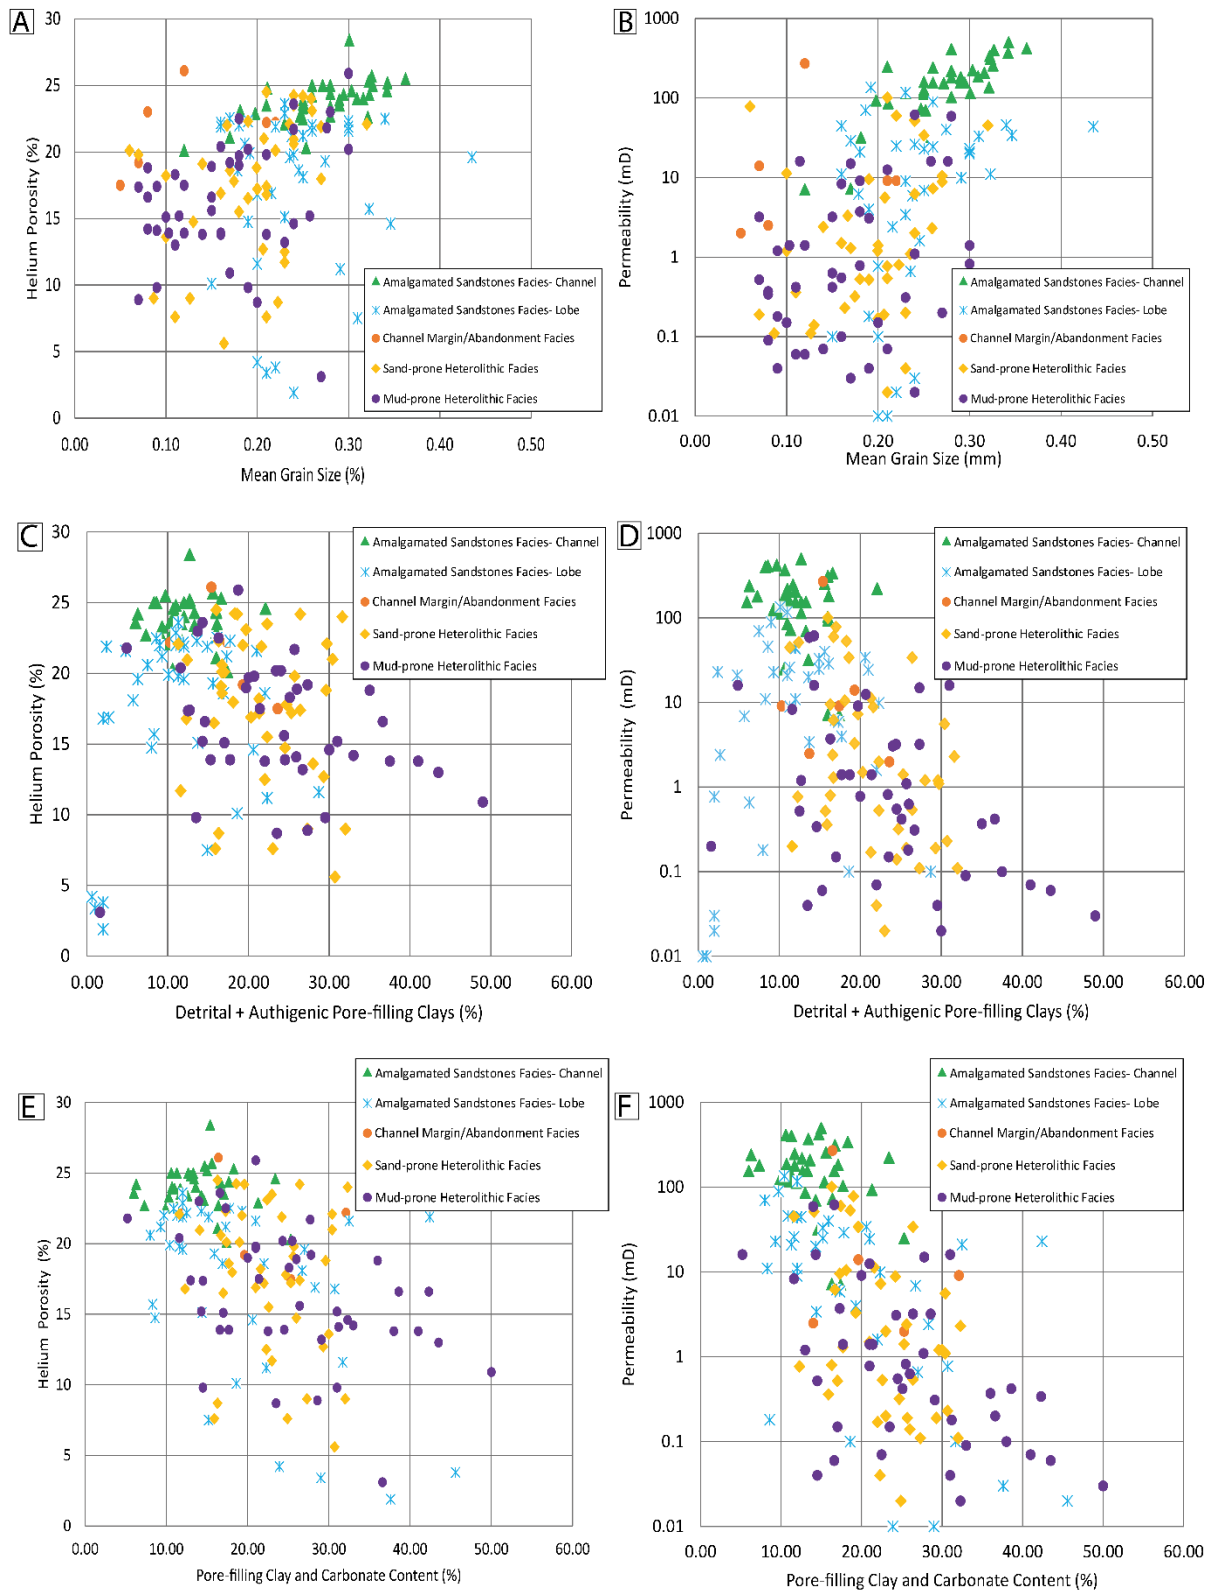 A
30
25
20
15
10
5
0
Helium Porosity (%)
0.00 0.10 0.20 0.30 0.40 0.50
Mean Grain Size (%)
Amalgamated Sandstones Facies- Channel
Amalgamated Sandstones Facies- Lobe
Channel Margin/Abandonment Facies
Sand-prone Heterolithic Facies
Mud-prone Heterolithic Facies
B
1000
100
10
1
0.1
0.01
Permeability (mD)
0.00 0.10 0.20 0.30 0.40 0.50
Mean Grain Size (mm)
Amalgamated Sandstones Facies- Channel
Amalgamated Sandstones Facies- Lobe
Channel Margin/Abandonment Facies
Sand-prone Heterolithic Facies
Mud-prone Heterolithic Facies
C
30
25
20
15
10
5
0
Helium Porosity (%)
0.00 10.00 20.00 30.00 40.00 50.00 60.00
Detrital + Authigenic Pore-filling Clays (%)
Amalgamated Sandstones Facies- Channel
Amalgamated Sandstones Facies- Lobe
Channel Margin/Abandonment Facies
Sand-prone Heterolithic Facies
Mud-prone Heterolithic Facies
D
1000
100
10
1
0.1
0.01
Permeability (mD)
0.00 10.00 20.00 30.00 40.00 50.00 60.00
Detrital + Authigenic Pore-filling Clays (%)
Amalgamated Sandstones Facies- Channel
Amalgamated Sandstones Facies- Lobe
Channel Margin/Abandonment Facies
Sand-prone Heterolithic Facies
Mud-prone Heterolithic Facies
E
30
25
20
15
10
5
0
Helium Porosity (%)
0.00 10.00 20.00 30.00 40.00 50.00 60.00
Pore-filling Clay and Carbonate Content (%)
Amalgamated Sandstones Facies- Channel
Amalgamated Sandstones Facies- Lobe
Channel Margin/Abandonment Facies
Sand-prone Heterolithic Facies
Mud-prone Heterolithic Facies
F
1000
100
10
1
0.1
0.01
Permeability (mD)
0.00 10.00 20.00 30.00 40.00 50.00 60.00
Pore-filling Clay and Carbonate Content (%)
Amalgamated Sandstones Facies- Channel
Amalgamated Sandstones Facies- Lobe
Channel Margin/Abandonment Facies
Sand-prone Heterolithic Facies
Mud-prone Heterolithic Facies